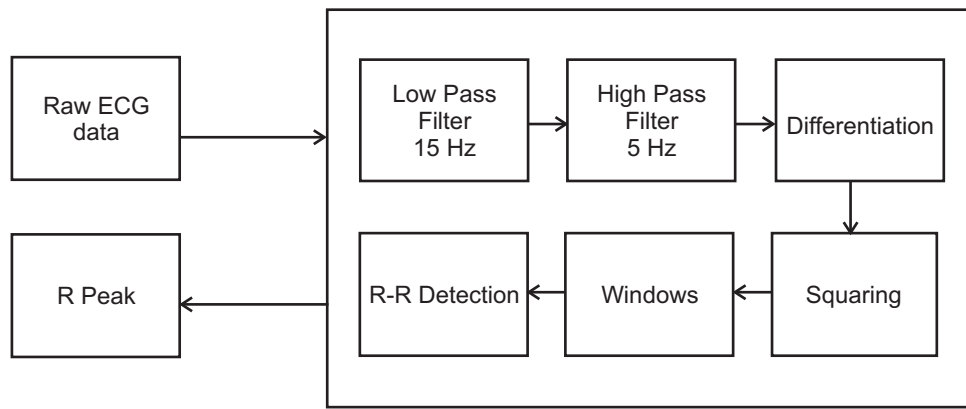 Raw ECG
data
Low Pass
Filter
15 Hz
High Pass
Filter
5 Hz
Differentiation
R Peak
R-R Detection
Windows
Squaring